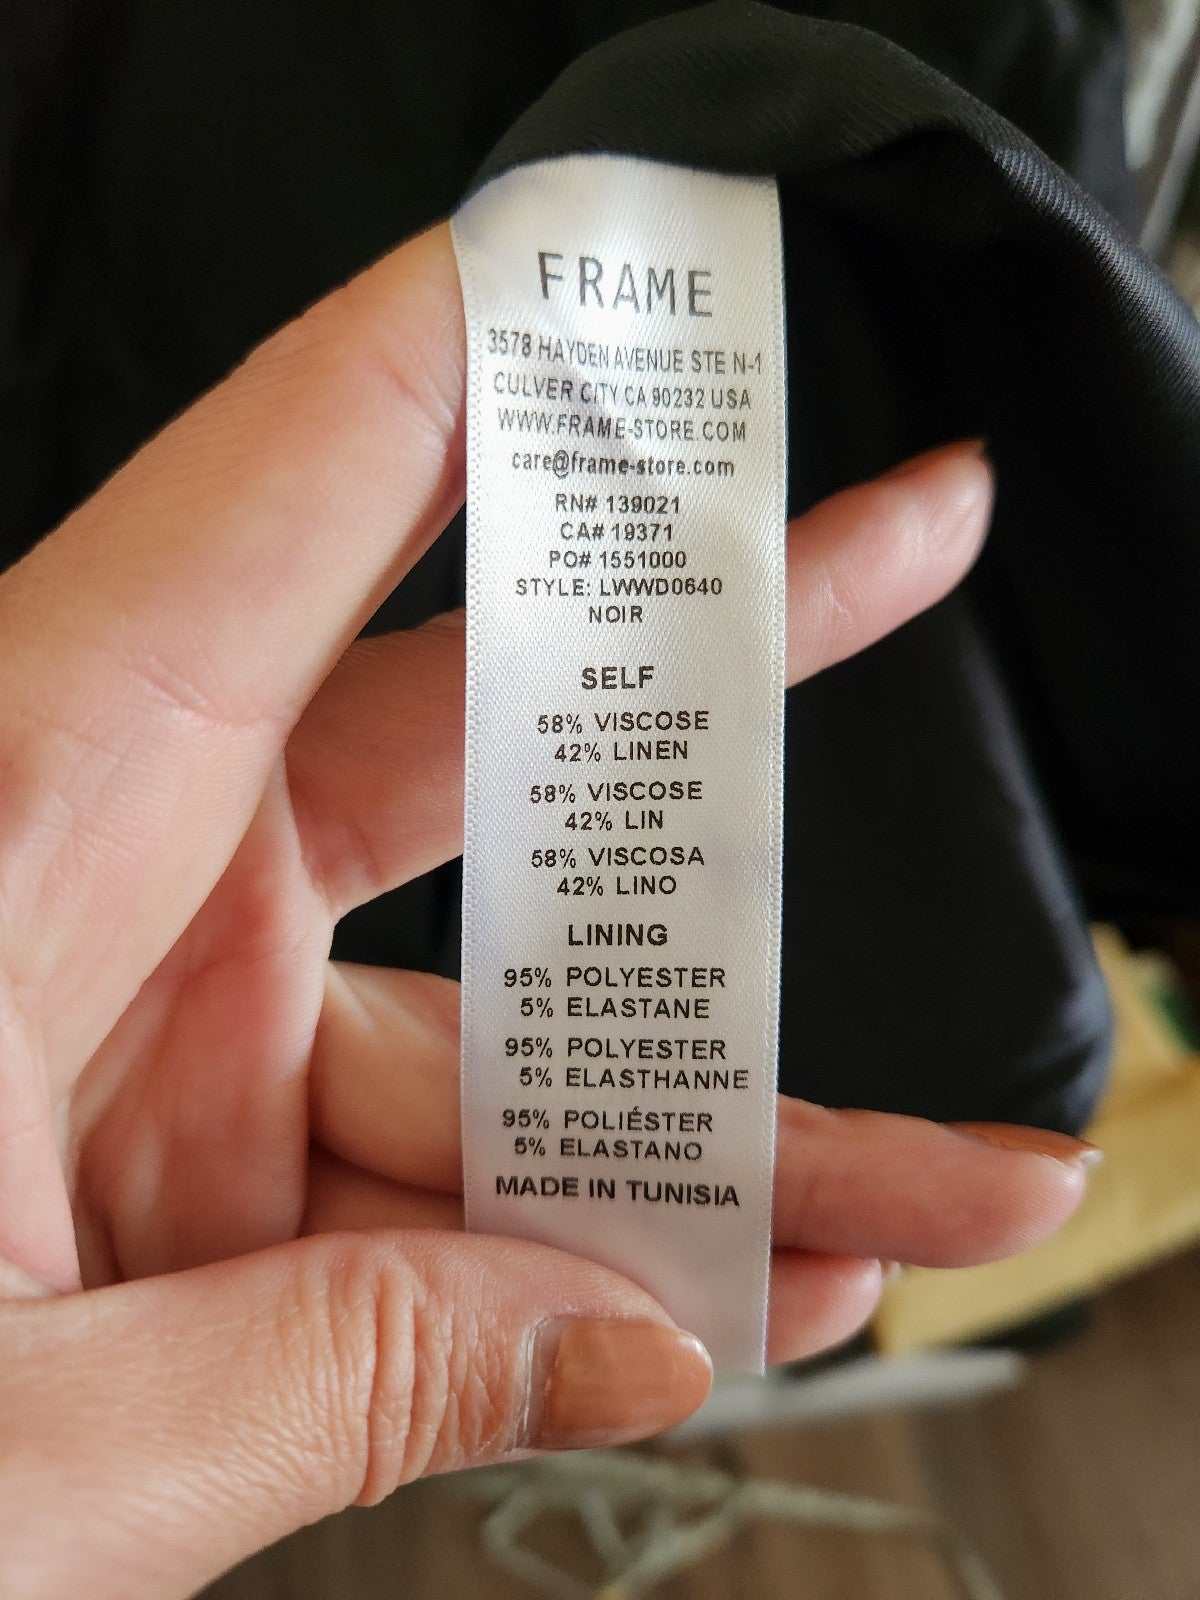 FRAME
3578 HAYDEN AVENUE STE N-1
CULVER CITY CA 90232 USA
WWW.FRAME-STORE.COM
care@frame-store.com
RN# 139021
CA# 19371
PO# 1551000
STYLE: LWWD0640
NOIR
SELF
58% VISCOSE
42% LINEN
58% VISCOSE
42% LIN
58% VISCOSA
42% LINO
LINING
95% POLYESTER
5% ELASTANE
95% POLYESTER
5% ELASTHANNE
95% POLIÉSTER
5% ELASTANO
MADE IN TUNISIA